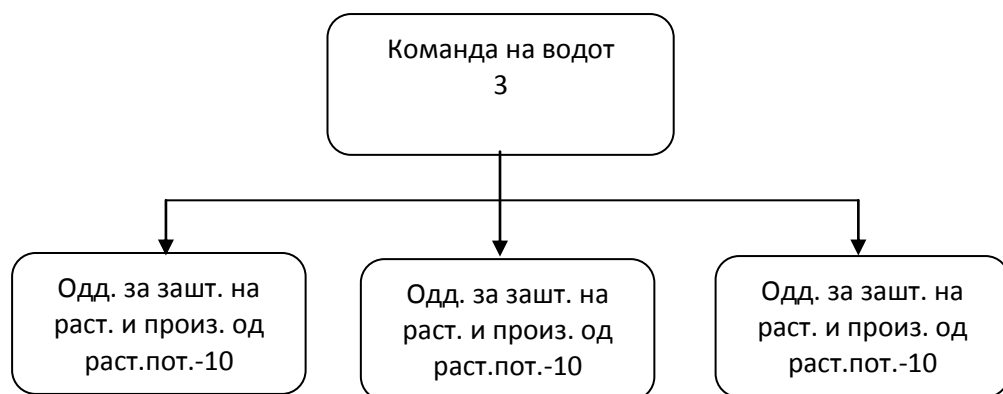 Команда на водот
3
Одд. за зашт. на
раст. и произ. од
раст.пот.-10
Одд. за зашт. на
раст. и произ. од
раст.пот.-10
Одд. за зашт. на
раст. и произ. од
раст.пот.-10